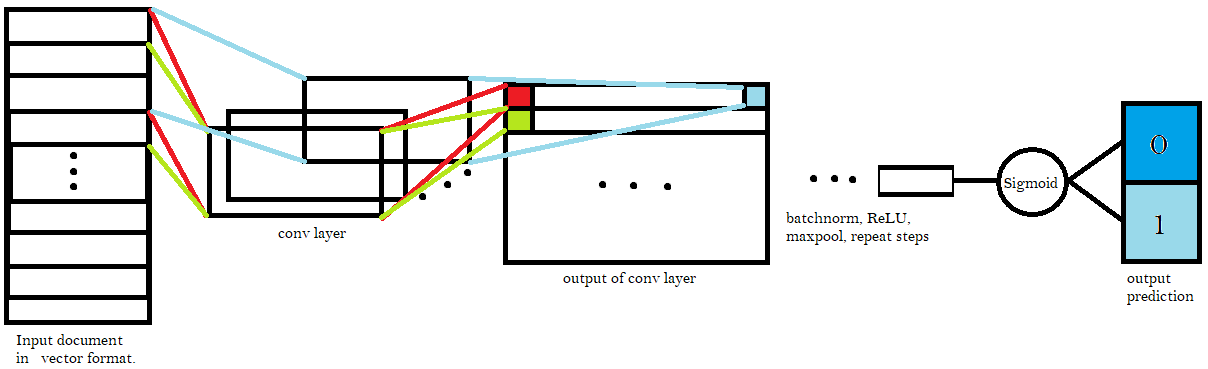 Input document
in vector format.
conv layer
output of conv layer
batchnorm, ReLU,
maxpool, repeat steps
Sigmoid
0
1
output
prediction